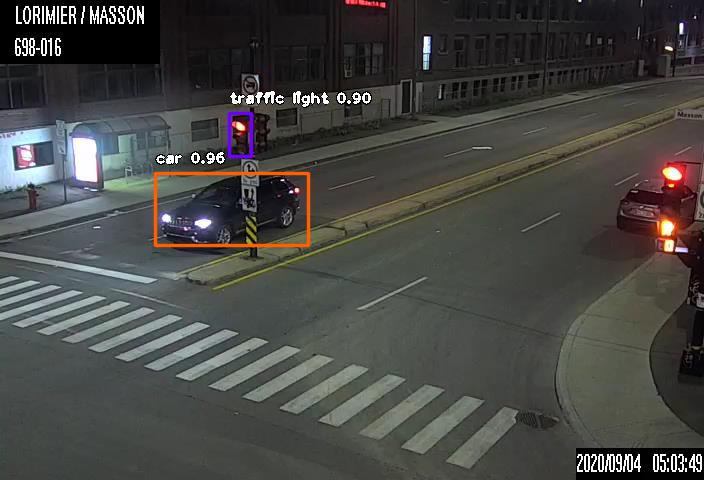 LORIMIER / MASSON
698-016
traffic light 0.90
car 0.96
Masson
2020/09/04 05:03:49